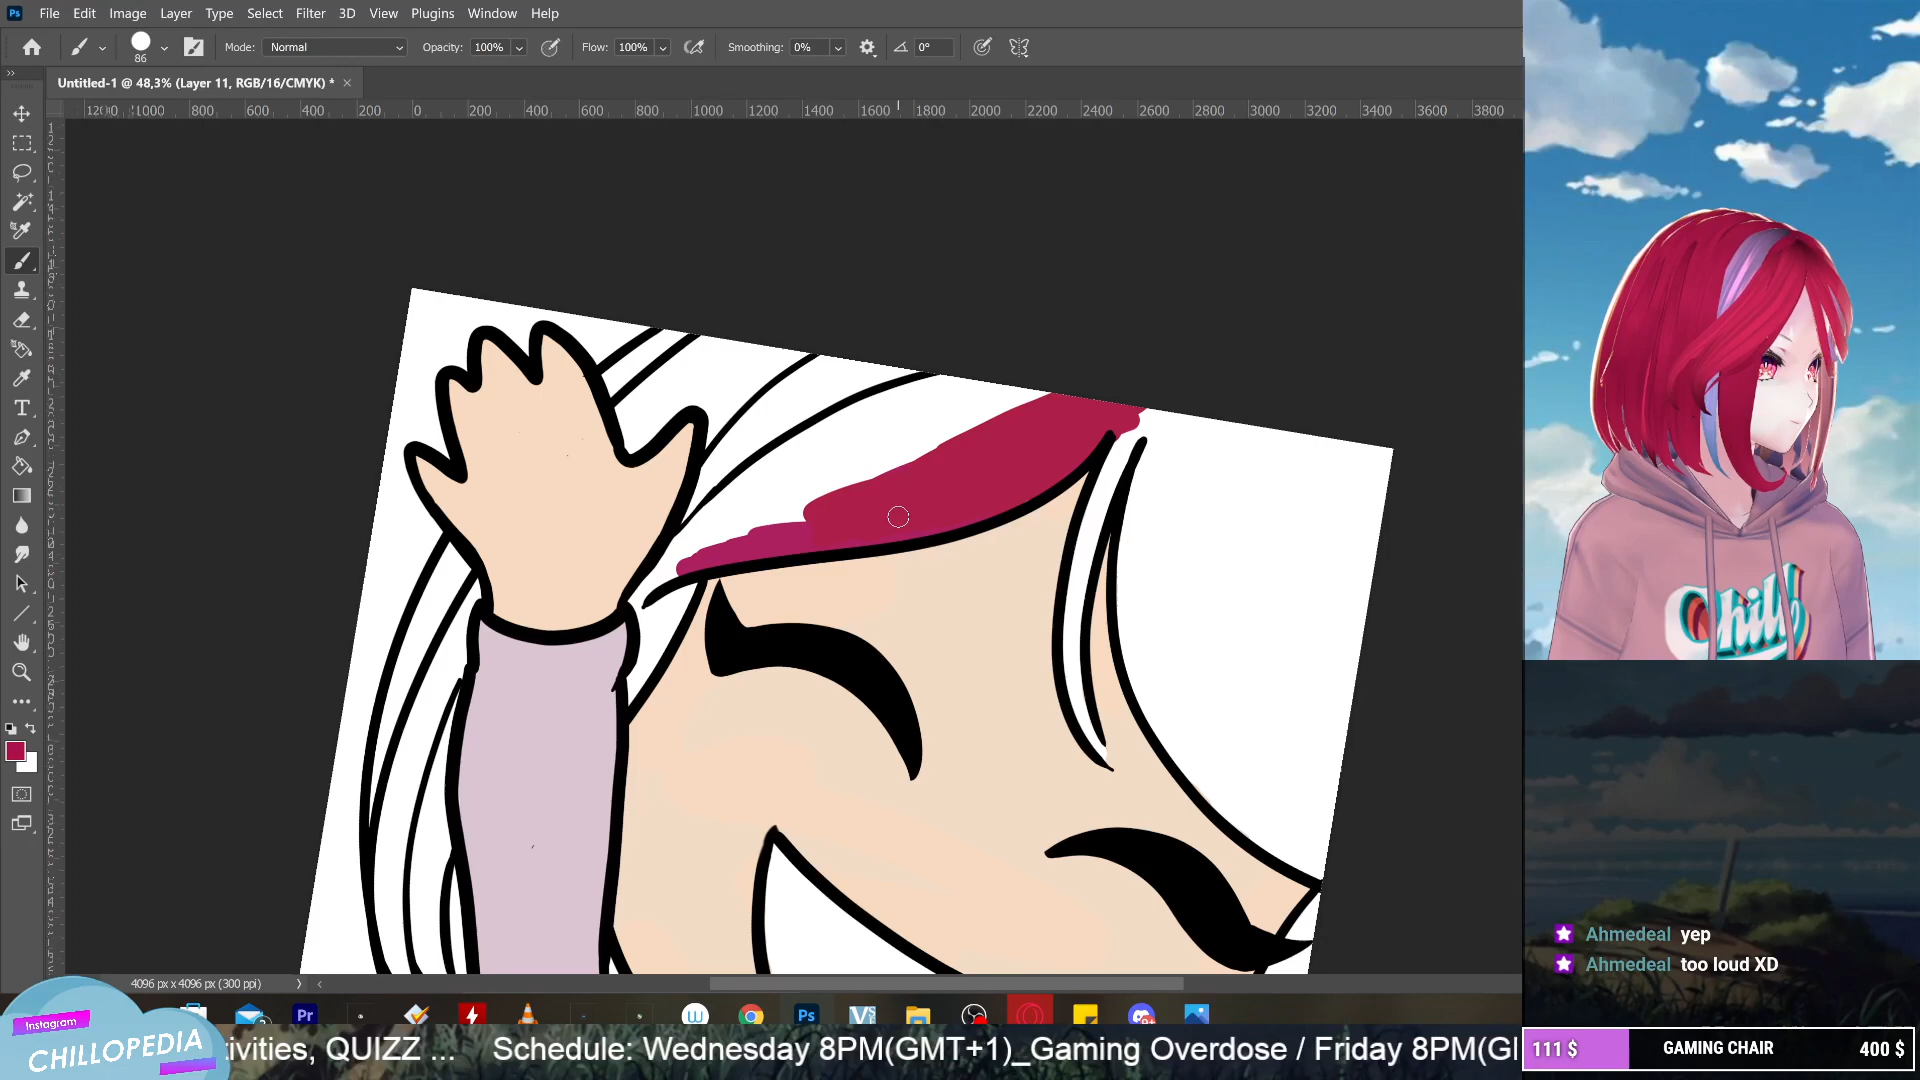 Ps File Edit Image Layer Type Select Filter 3D View Plugins Window Help
86 Mode: Normal Opacity: 100% Flow: 100% Smoothing: 0% 0°
Untitled-1 @ 48,3% (Layer 11, RGB/16/CMYK) * ×
1000 800 600 400 200 0 200 400 600 800 1000 1200 1400 1600 1800 2000 2200 2400 2600 2800 3000 3200 3400 3600 3800
Chill
Ahmedeal yep
Ahmedeal too loud XD
4096 px x 4096 px (300 ppi)
Pr Ps W
Instagram
CHILLOPEDIA
tivities, QUIZZ ... Schedule: Wednesday 8PM(GMT+1)_Gaming Overdose / Friday 8PM(G
111 $ GAMING CHAIR 400 $